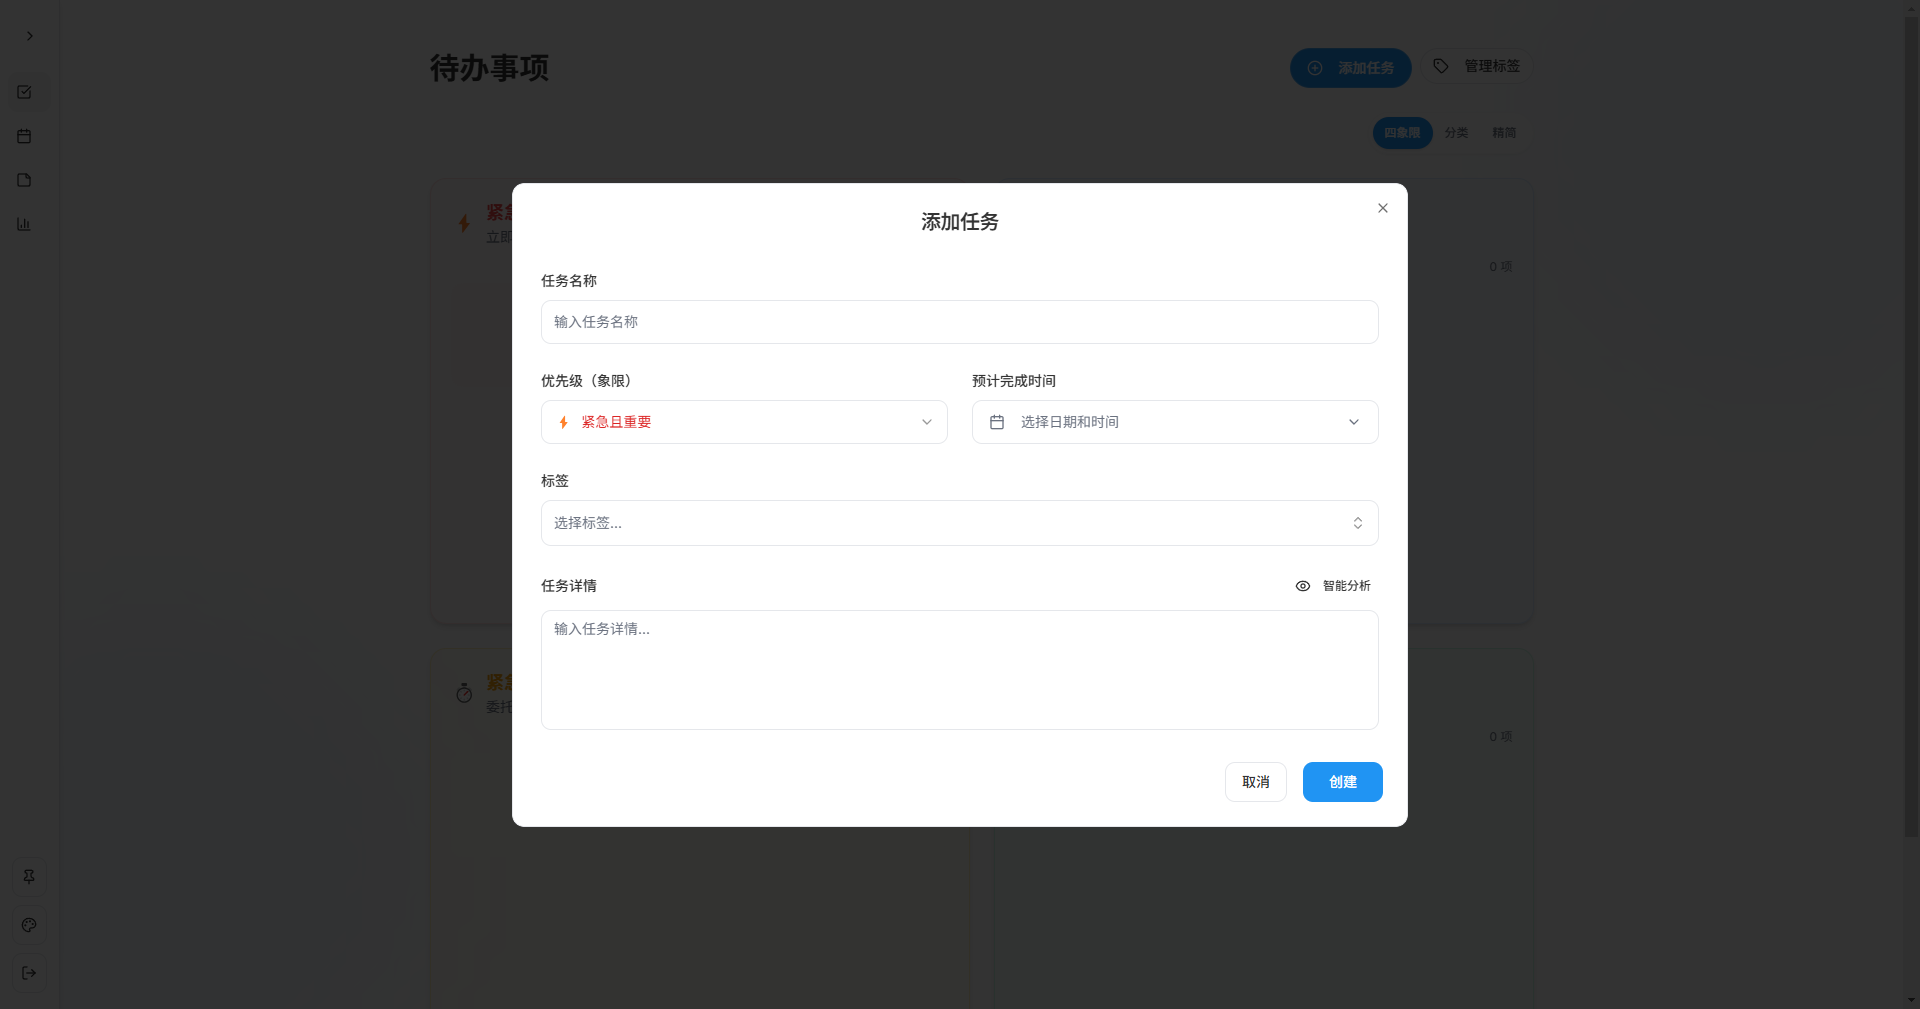 待办事项
添加任务
管理标签
四象限 分类 精简
紧急
立即
0 项
添加任务
任务名称
输入任务名称
优先级（象限）
预计完成时间
紧急且重要
选择日期和时间
标签
选择标签...
任务详情
智能分析
输入任务详情...
紧急
委托
0 项
取消
创建